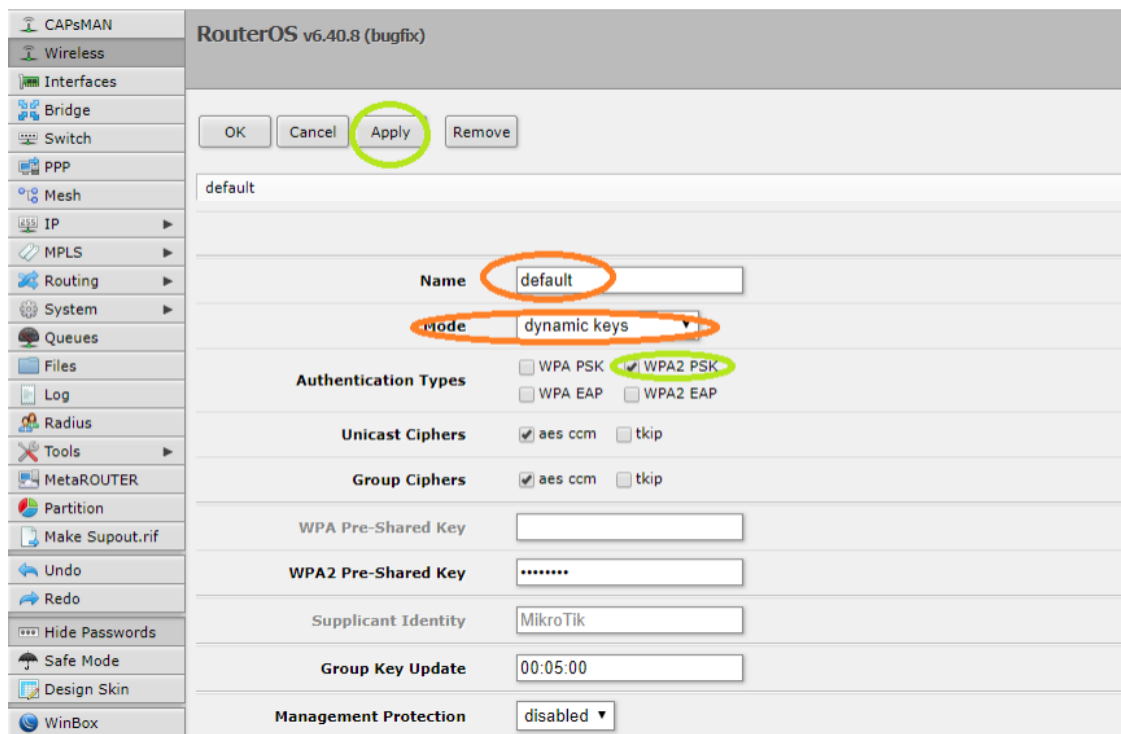 CAPsMAN
Wireless
Interfaces
Bridge
Switch
PPP
Mesh
IP
MPLS
Routing
System
Queues
Files
Log
Radius
Tools
MetaROUTER
Partition
Make Supout.rif
Undo
Redo
Hide Passwords
Safe Mode
Design Skin
WinBox
RouterOS v6.40.8 (bugfix)
OK Cancel Apply Remove
default
Name default
Mode dynamic keys
Authentication Types WPA PSK WPA2 PSK
WPA EAP WPA2 EAP
Unicast Ciphers aes ccm tkip
Group Ciphers aes ccm tkip
WPA Pre-Shared Key
WPA2 Pre-Shared Key ••••••••
Supplicant Identity MikroTik
Group Key Update 00:05:00
Management Protection disabled